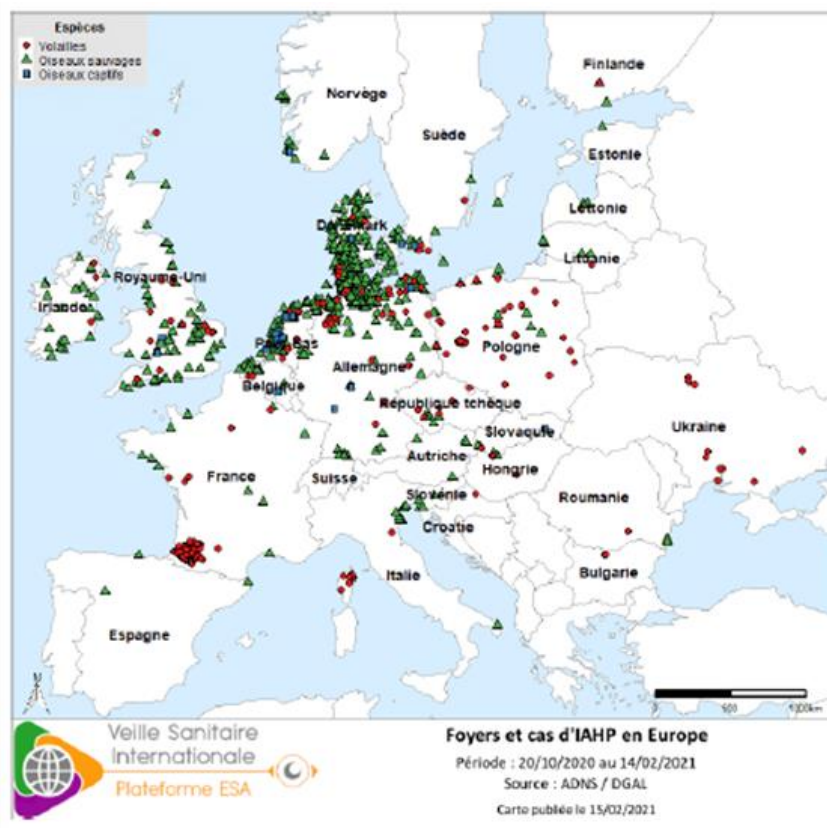 Espèces
Volailles
Oiseaux sauvages
Oiseaux captifs
Finlande
Norvège
Suède
Estonie
Lettonie
Danemark
Lituanie
Royaume-Uni
Irlande
Pays Bas
Pologne
Allemagne
Belgique
République tchèque
Ukraine
Slovaquie
Autriche
Hongrie
France
Suisse
Slovénie
Roumanie
Croatie
Italie
Bulgarie
Espagne
N
0 500 1000km
Veille Sanitaire
Internationale
Plateforme ESA
Foyers et cas d'IAHP en Europe
Période : 20/10/2020 au 14/02/2021
Source : ADNS / DGAL
Carte publiée le 15/02/2021